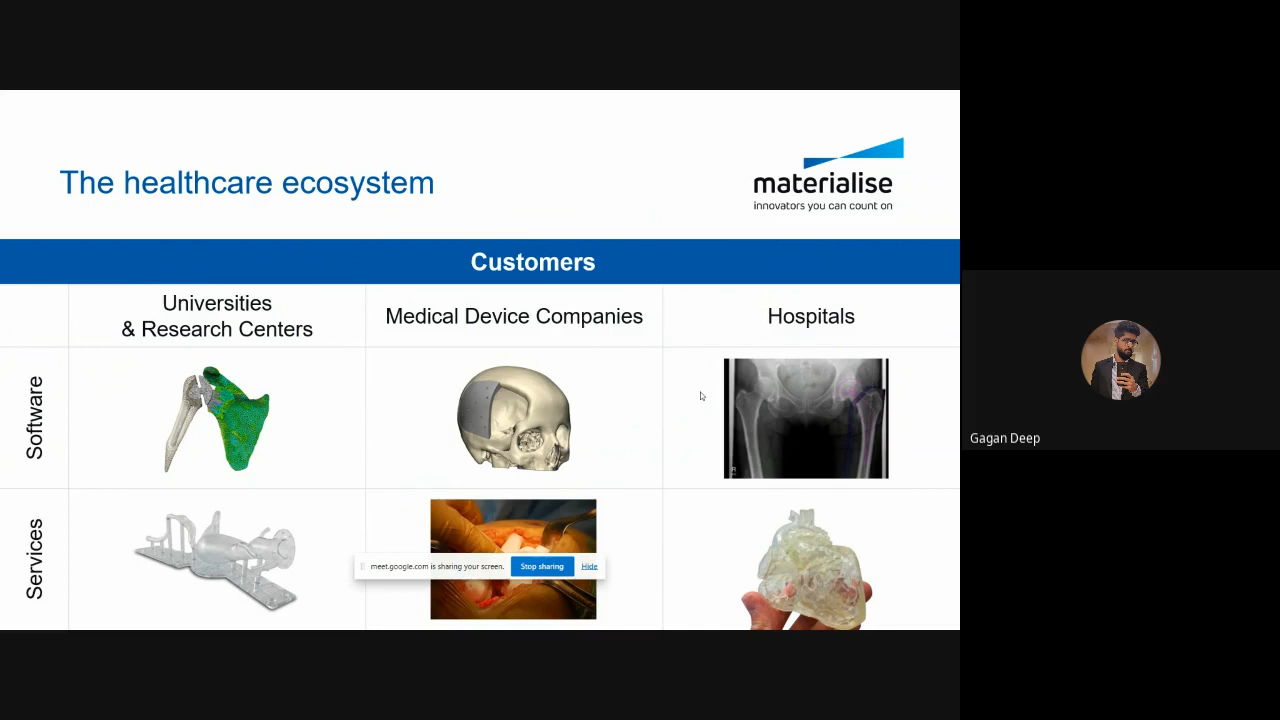 The healthcare ecosystem
materialise
innovators you can count on
Customers
Universities
& Research Centers
Medical Device Companies
Hospitals
Software
Services
meet.google.com is sharing your screen.
Stop sharing
Hide
Gagan Deep